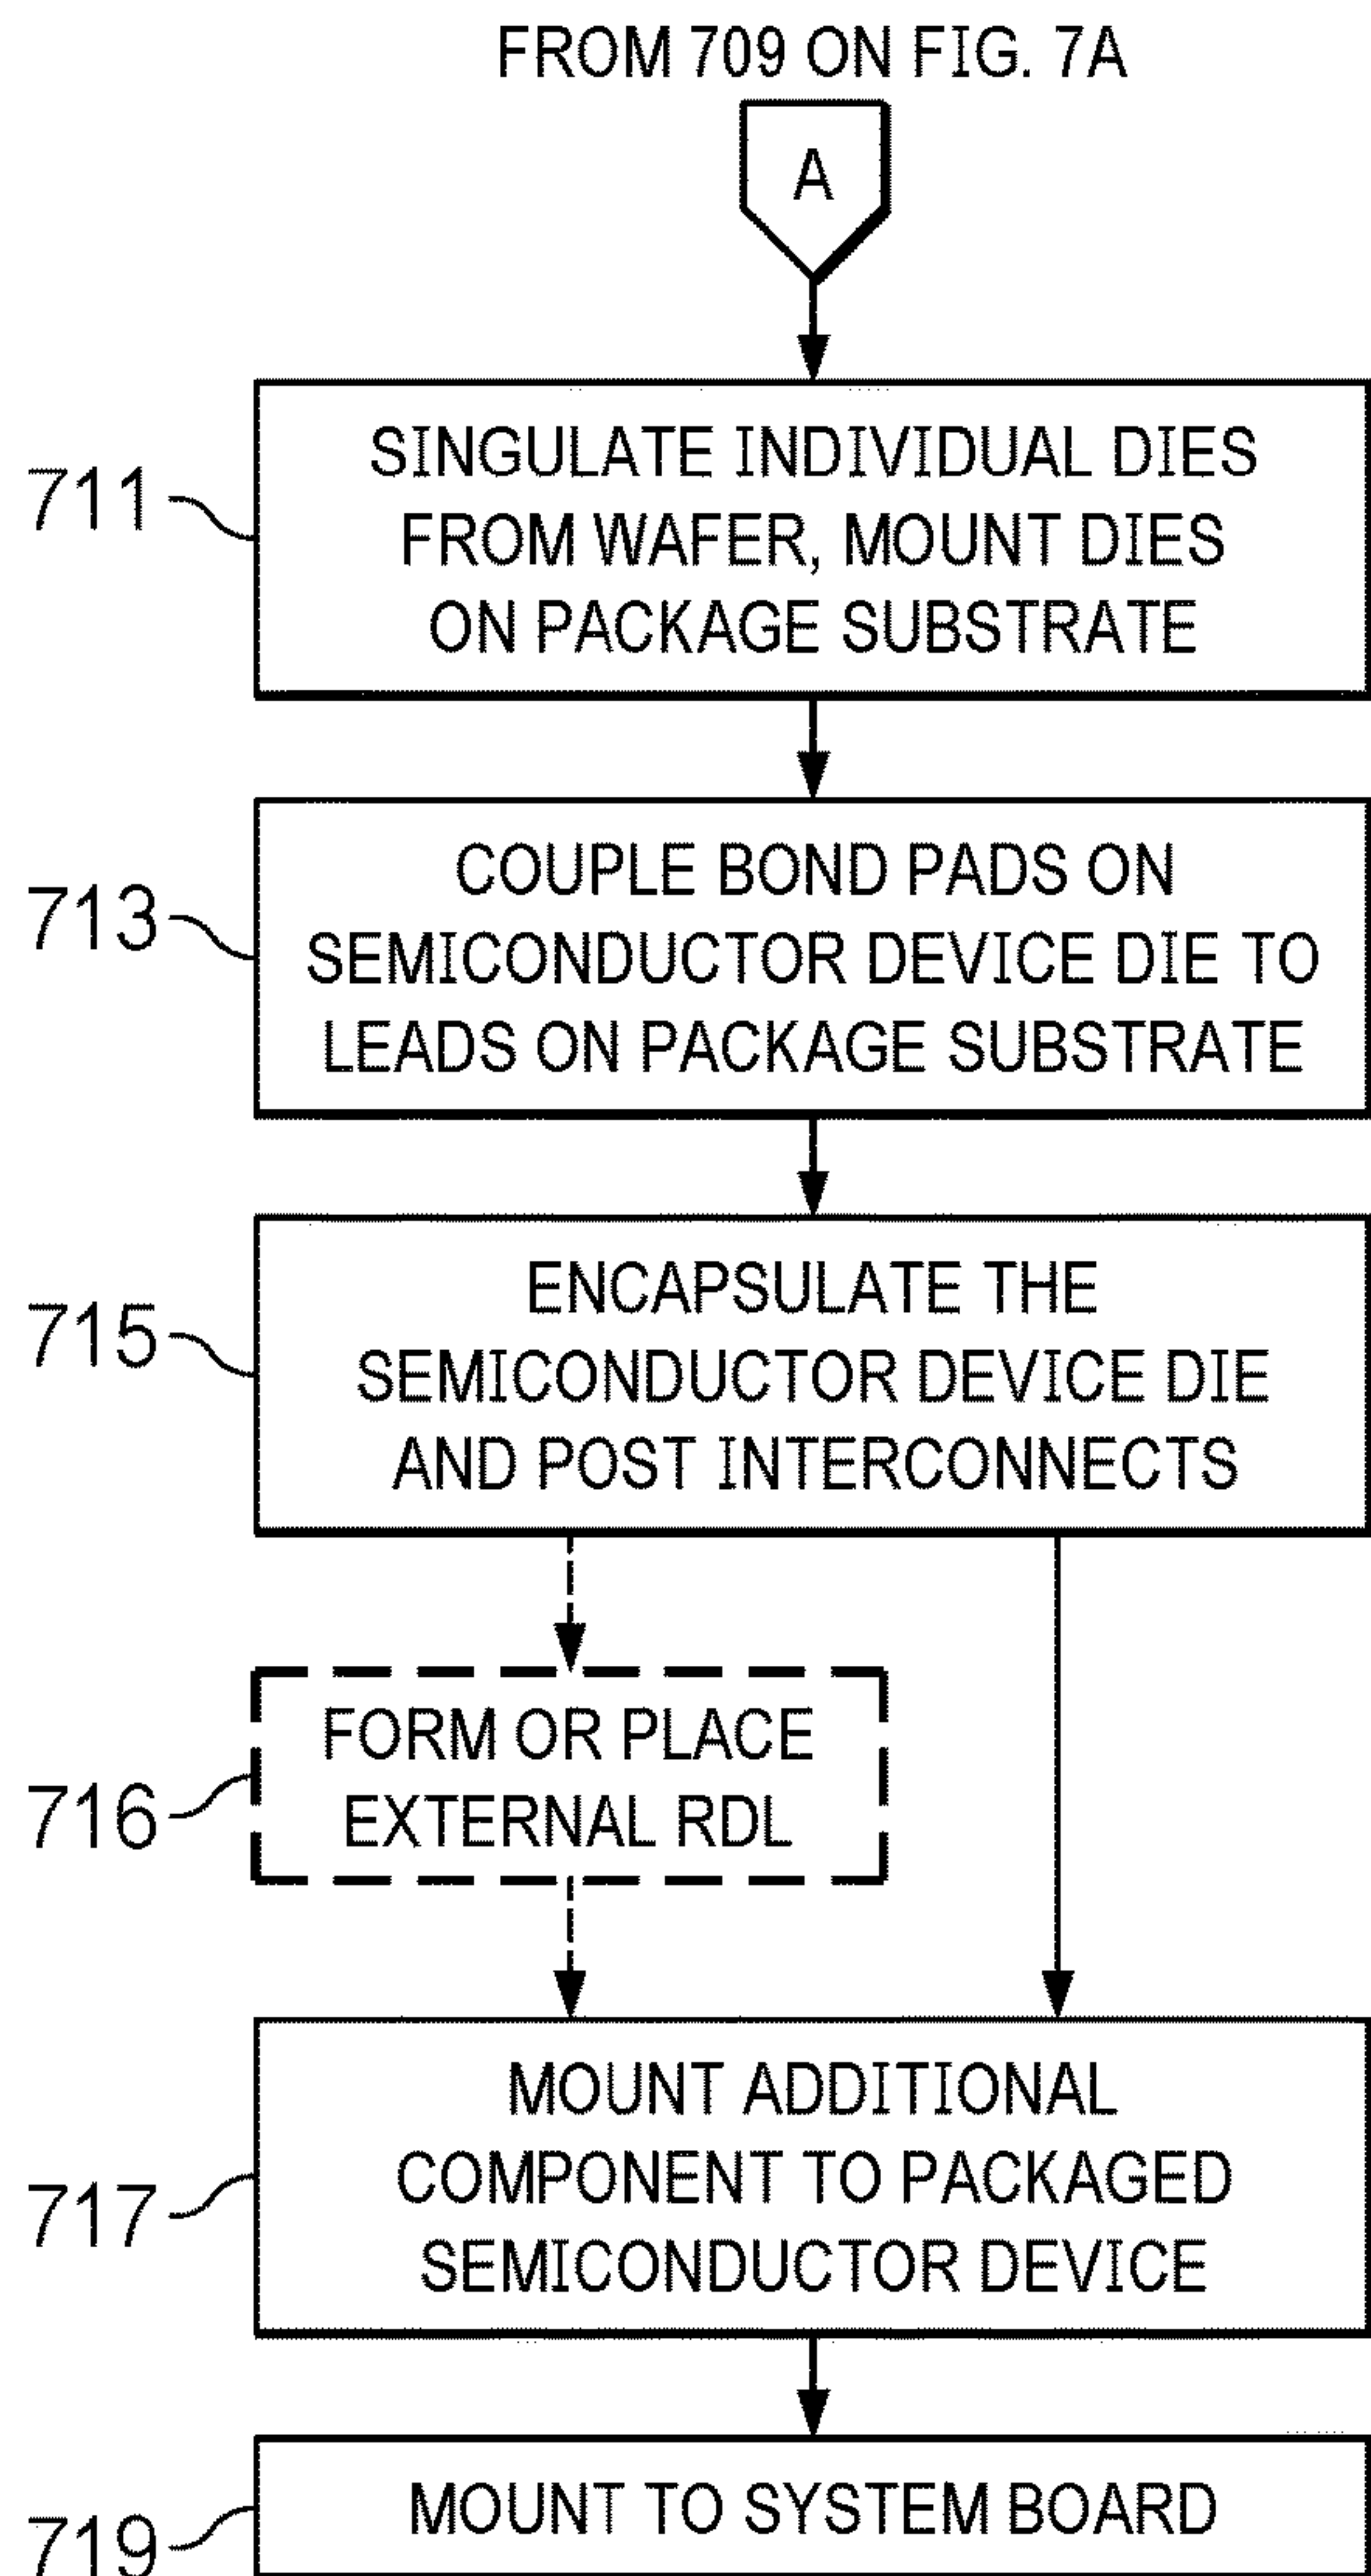 FROM 709 ON FIG. 7A
A
711
SINGULATE INDIVIDUAL DIES
FROM WAFER, MOUNT DIES
ON PACKAGE SUBSTRATE
713
COUPLE BOND PADS ON
SEMICONDUCTOR DEVICE DIE TO
LEADS ON PACKAGE SUBSTRATE
715
ENCAPSULATE THE
SEMICONDUCTOR DEVICE DIE
AND POST INTERCONNECTS
716
FORM OR PLACE
EXTERNAL RDL
717
MOUNT ADDITIONAL
COMPONENT TO PACKAGED
SEMICONDUCTOR DEVICE
719
MOUNT TO SYSTEM BOARD